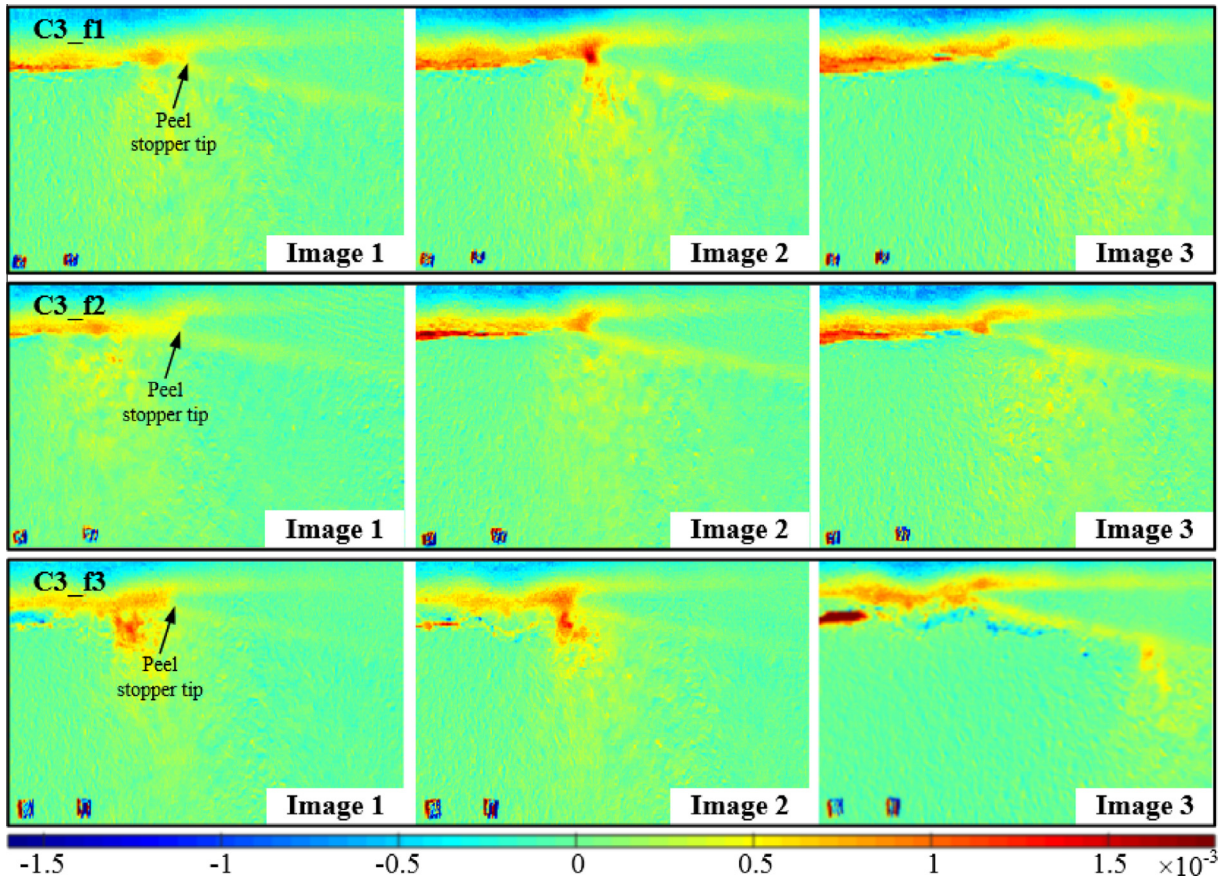 C3_f1
Peel
stopper tip
Image 1
Image 2
Image 3
C3_f2
Peel
stopper tip
Image 1
Image 2
Image 3
C3_f3
Peel
stopper tip
Image 1
Image 2
Image 3
-1.5 -1 -0.5 0 0.5 1 1.5 ×10⁻³